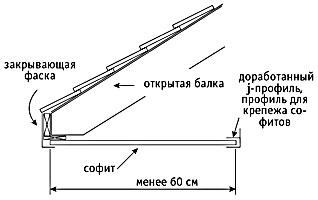 закрывающая
фаска
открытая балка
доработанный
j-профиль,
профиль для
крепежа со-
фитов
софит
менее 60 см